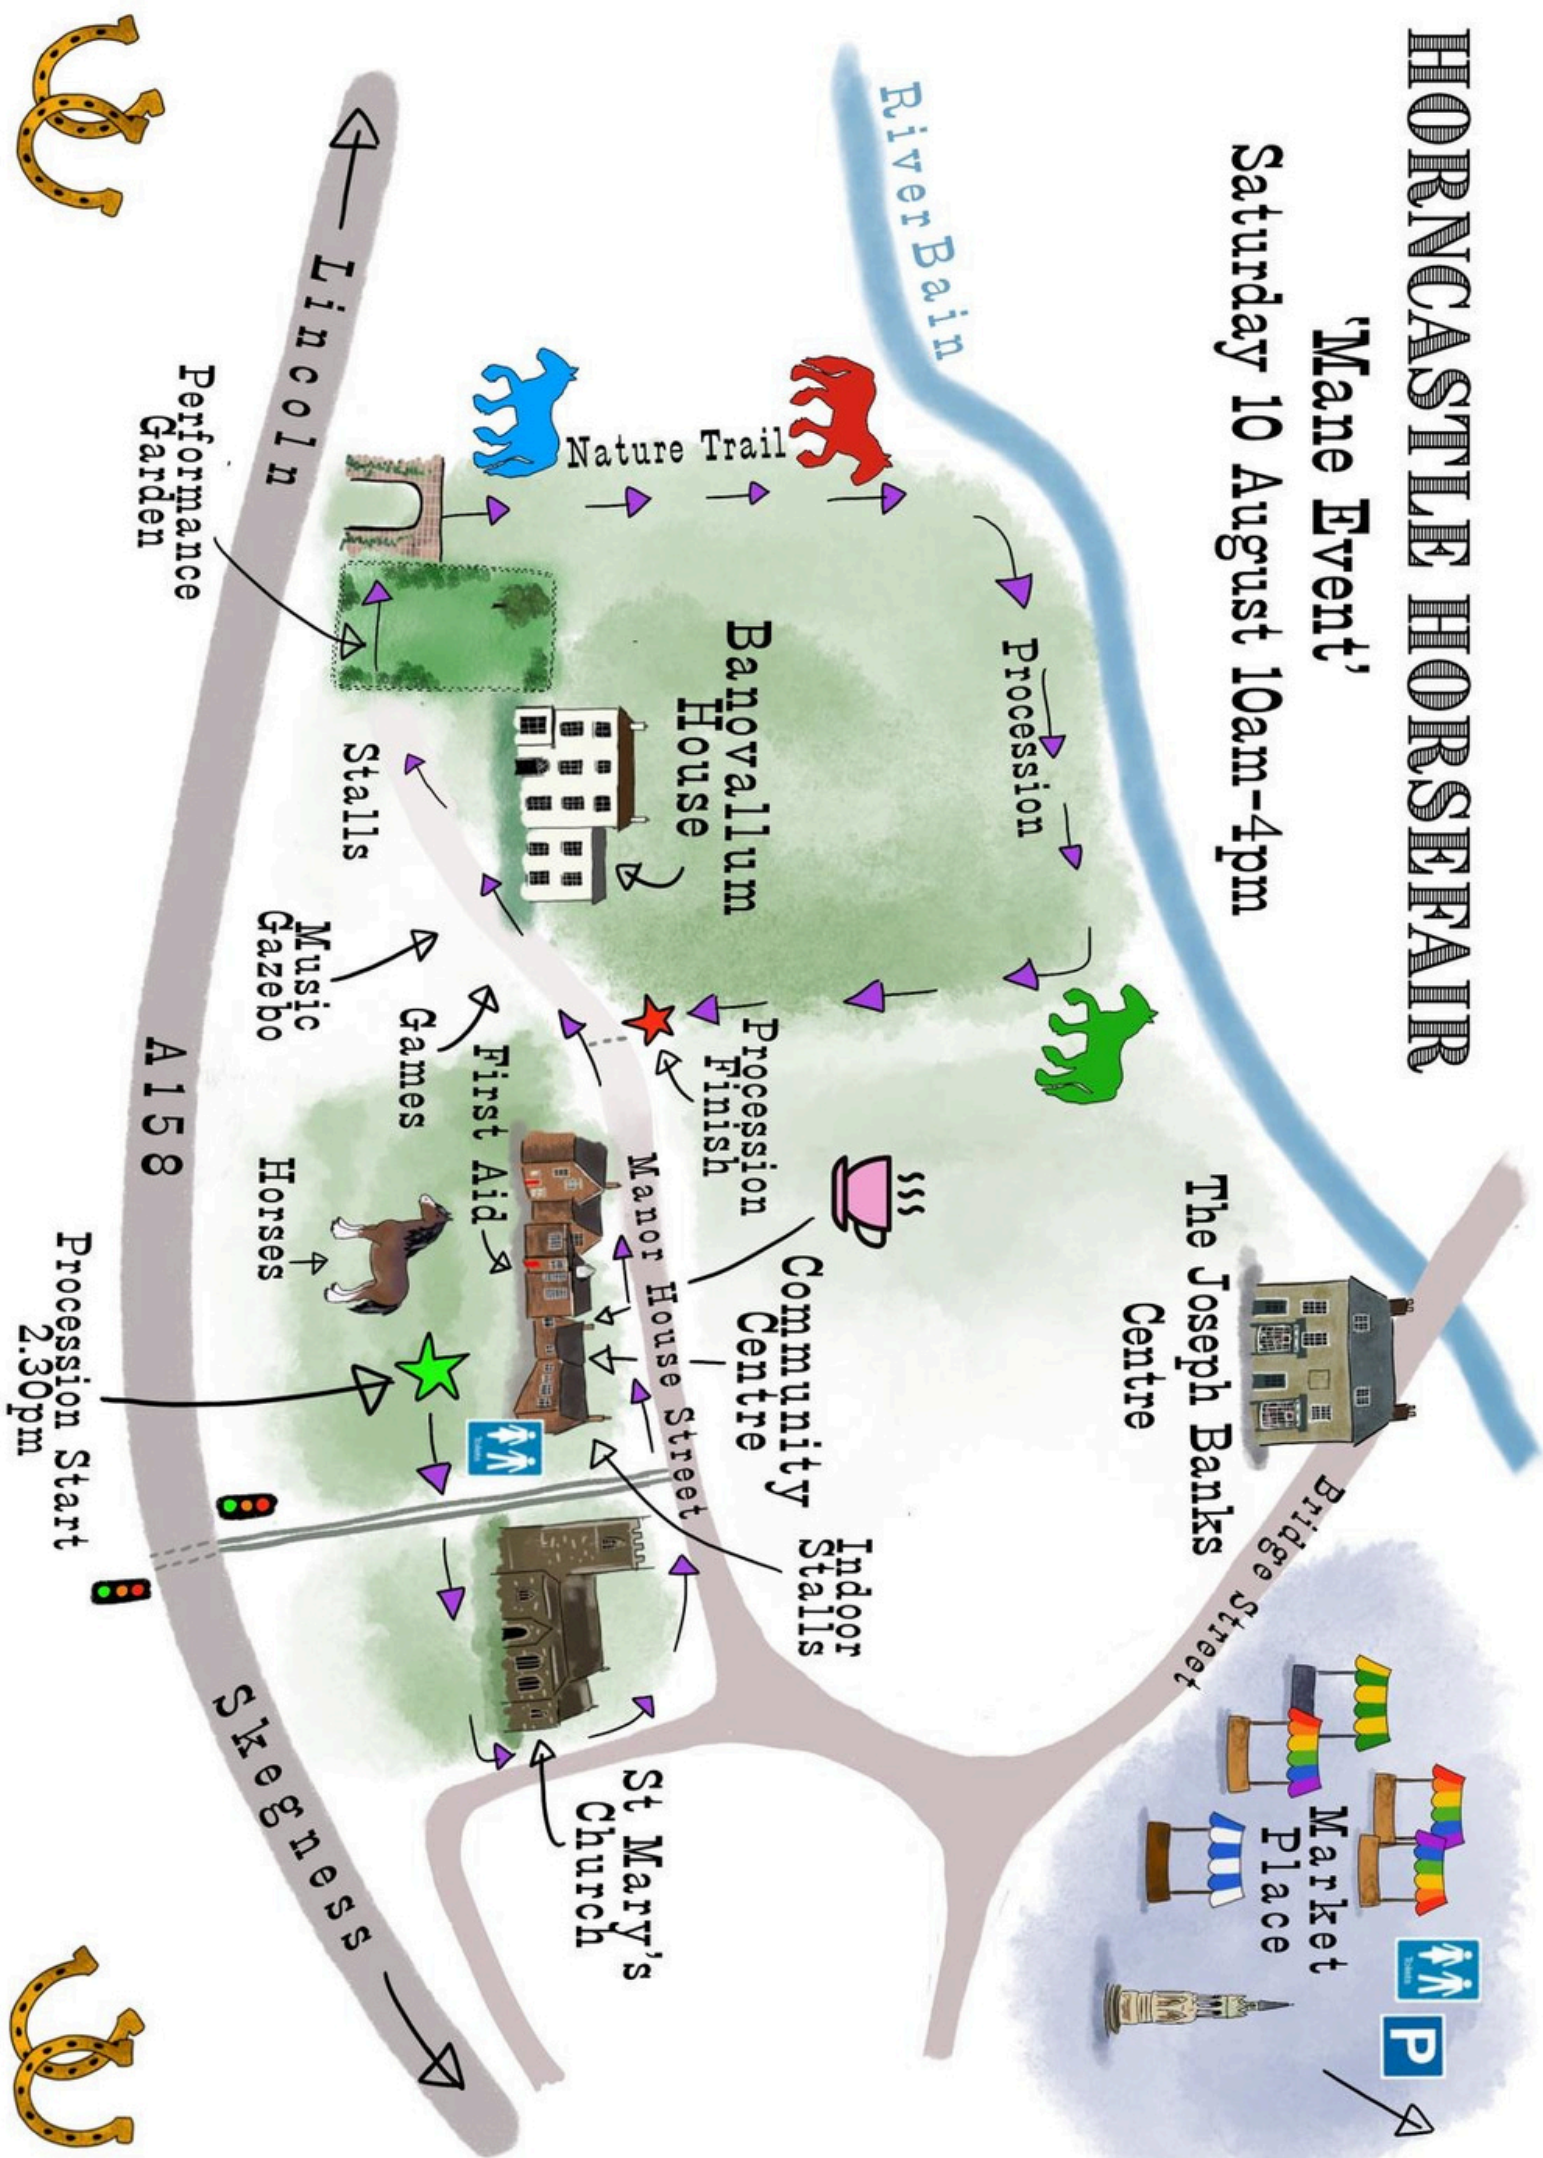 HORNCASTLE HORSEFAIR
'Mane Event'
Saturday 10 August 10am-4pm
River Bain
The Joseph Banks
Centre
Bridge Street
Market
Place
Toilets
P
Nature Trail
Procession
Banovallum
House
Procession
Finish
Community
Centre
Indoor
Stalls
Manor House Street
St Mary's
Church
Stalls
Music
Gazebo
Games
First Aid
Horses
Toilets
Performance
Garden
Lincoln
A158
Skegness
Procession Start
2.30pm